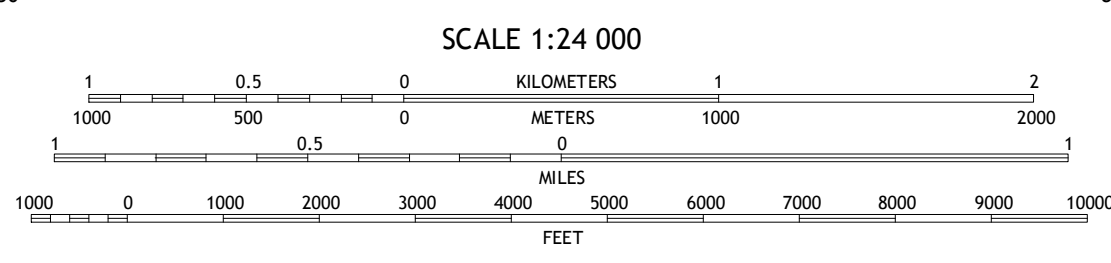 SCALE 1:24 000
1 0.5 0 KILOMETERS 1 2
1000 500 0 METERS 1000 2000
1 0.5 0 1
MILES
1000 0 1000 2000 3000 4000 5000 6000 7000 8000 9000 10000
FEET